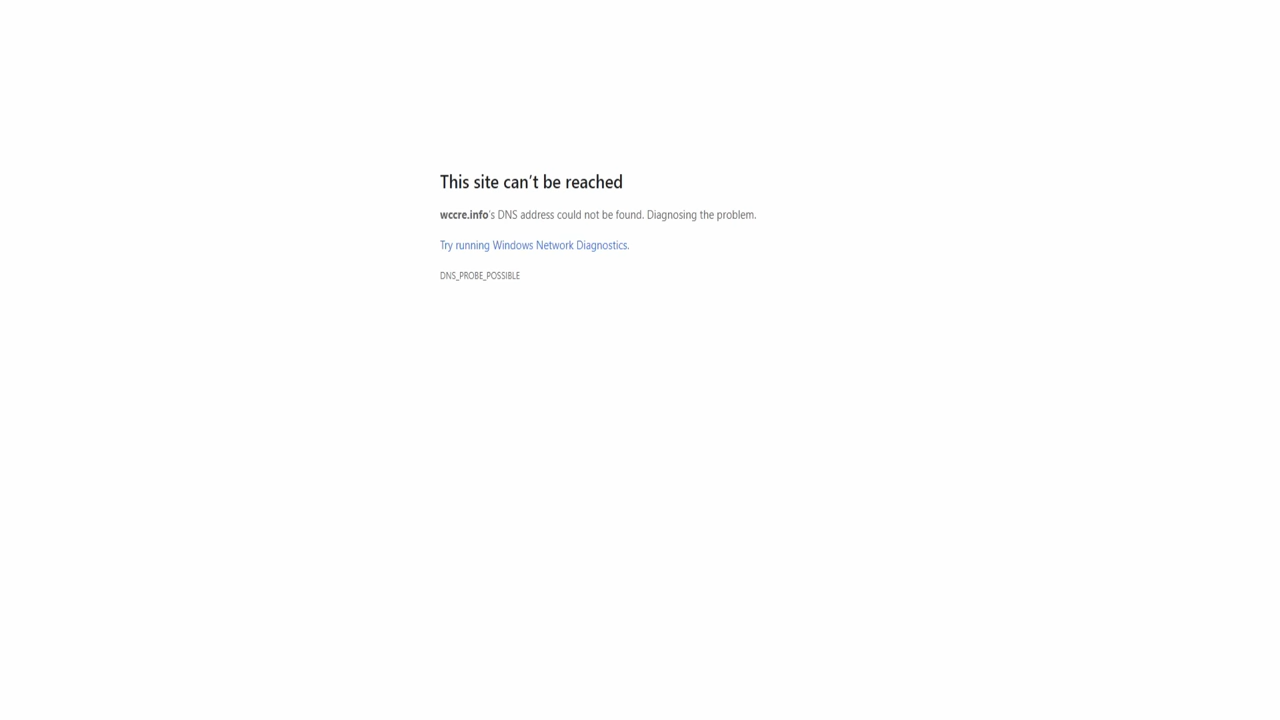 This site can't be reached
wccre.info's DNS address could not be found. Diagnosing the problem.
Try running Windows Network Diagnostics.
DNS_PROBE_POSSIBLE